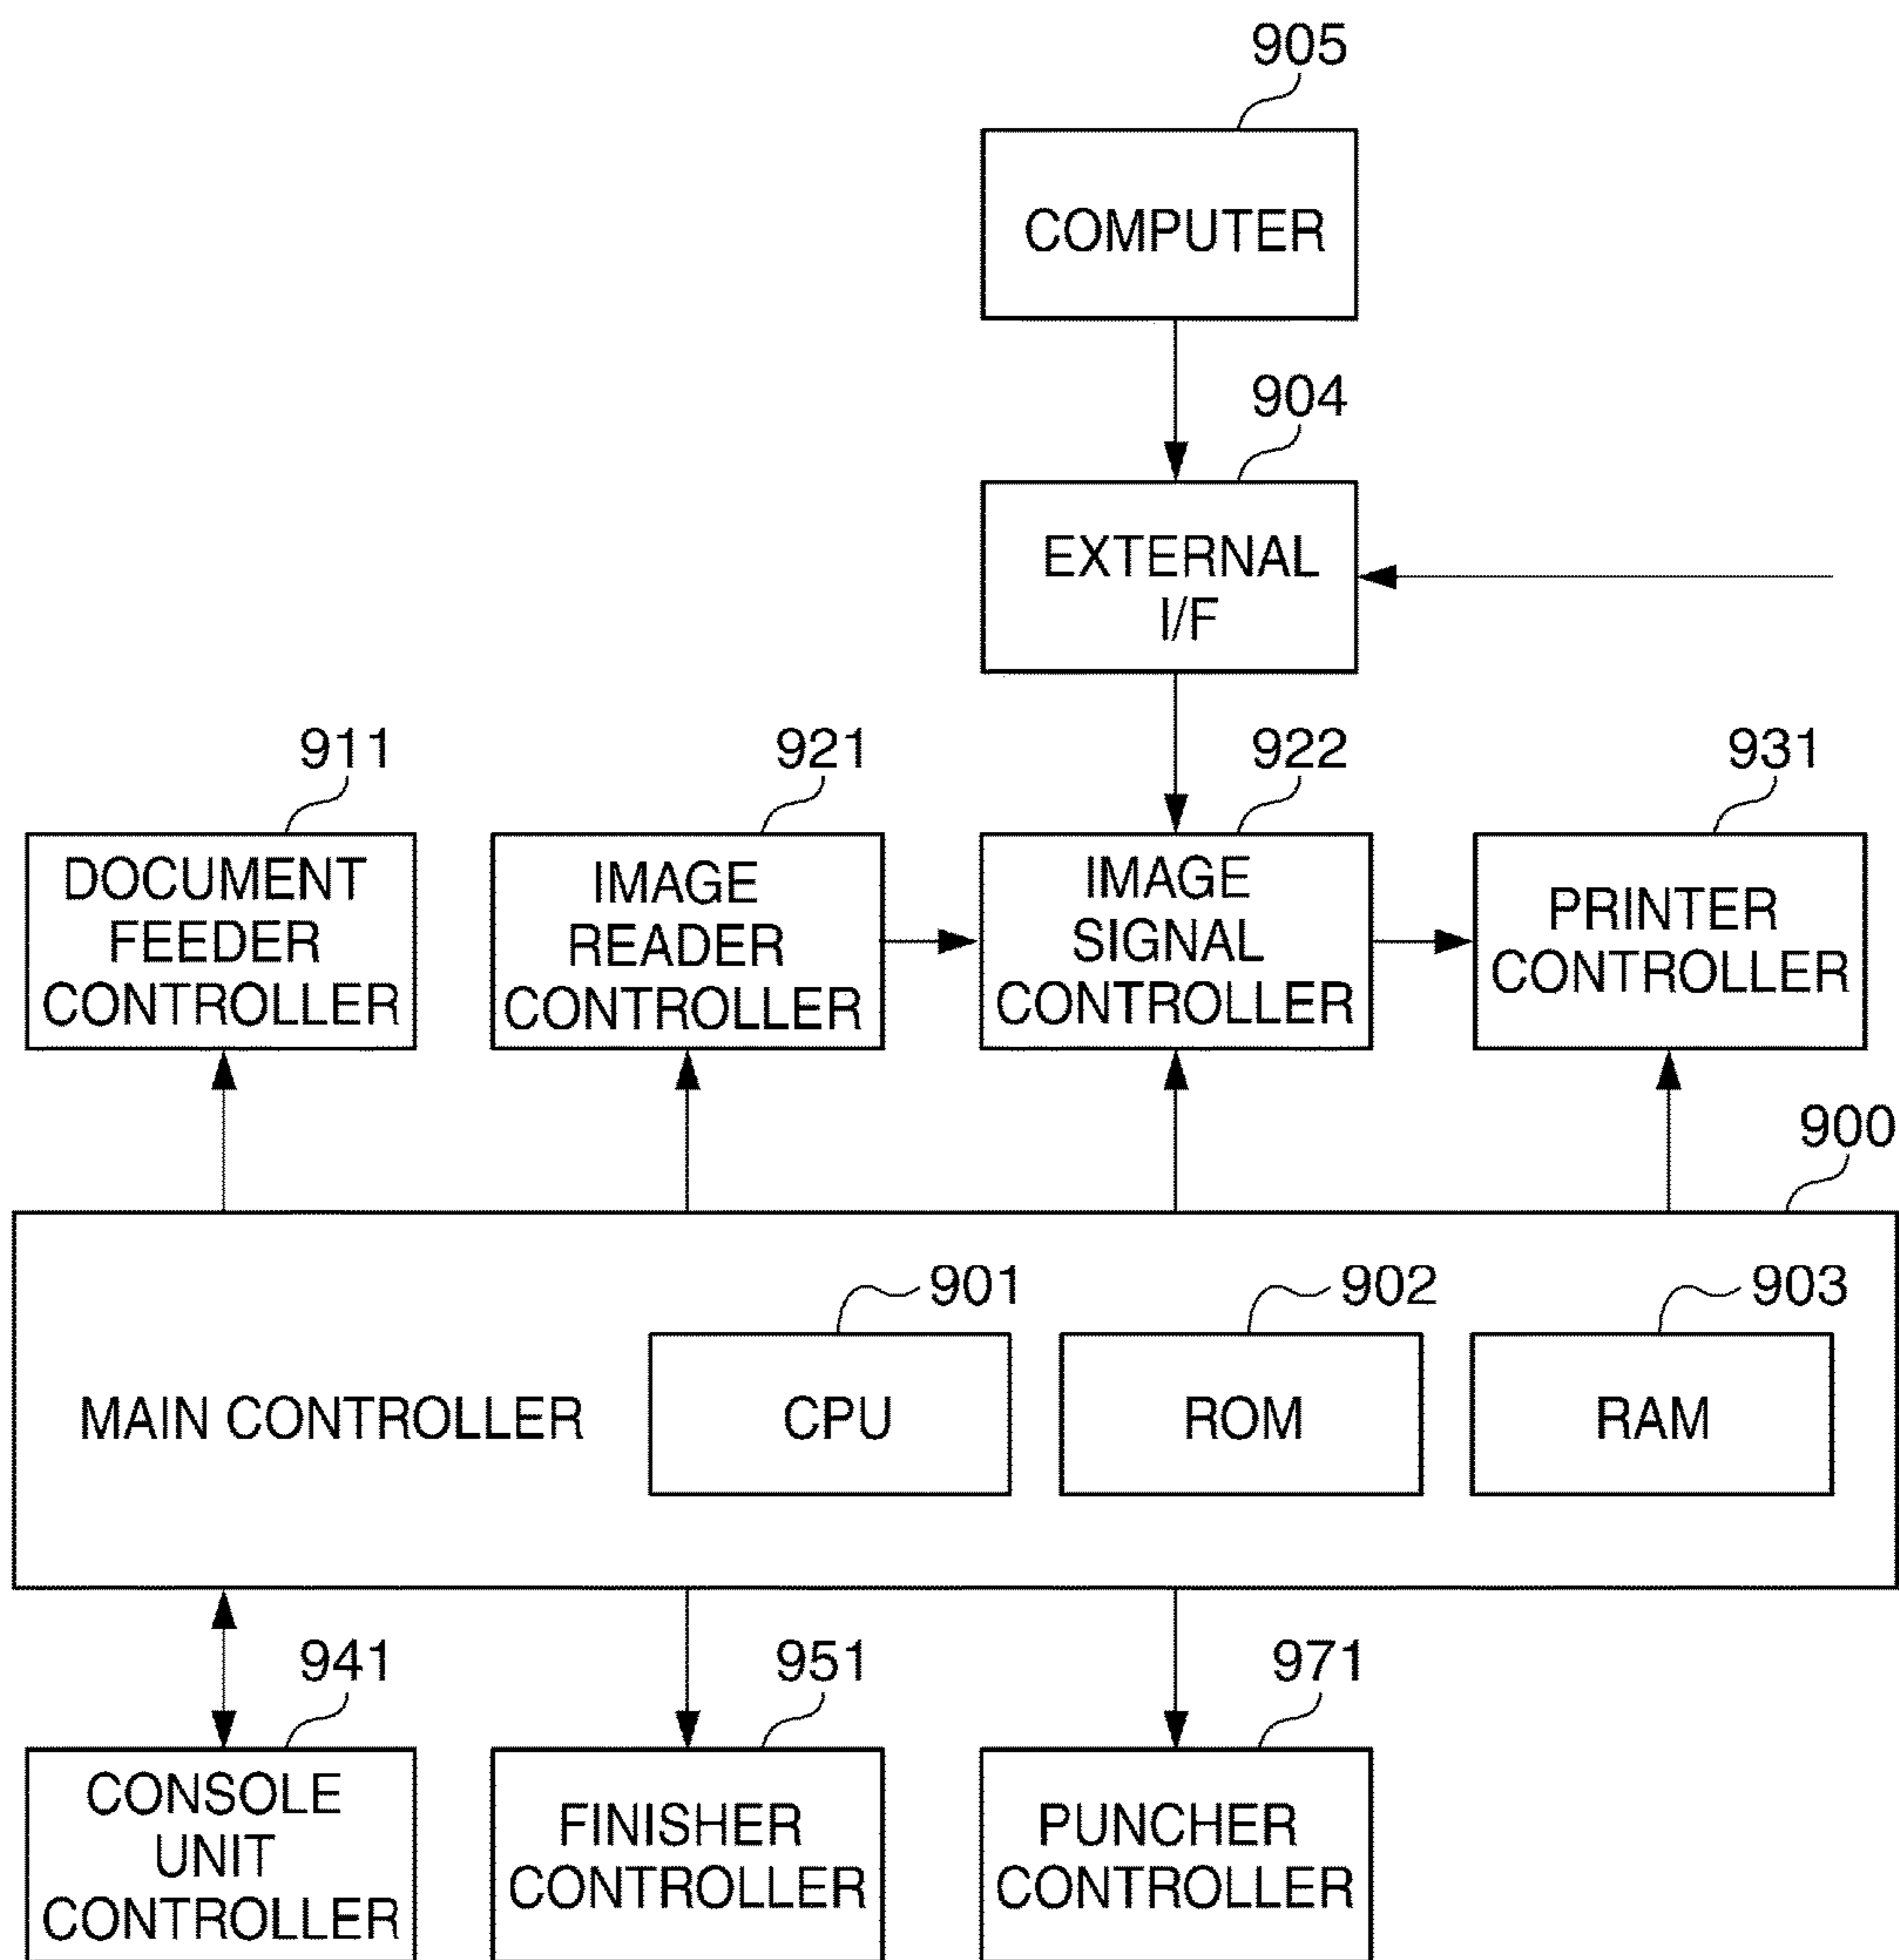 905
COMPUTER
904
EXTERNAL
I/F
911
921
922
931
DOCUMENT
FEEDER
CONTROLLER
IMAGE
READER
CONTROLLER
IMAGE
SIGNAL
CONTROLLER
PRINTER
CONTROLLER
900
901
902
903
MAIN CONTROLLER
CPU
ROM
RAM
941
951
971
CONSOLE
UNIT
CONTROLLER
FINISHER
CONTROLLER
PUNCHER
CONTROLLER